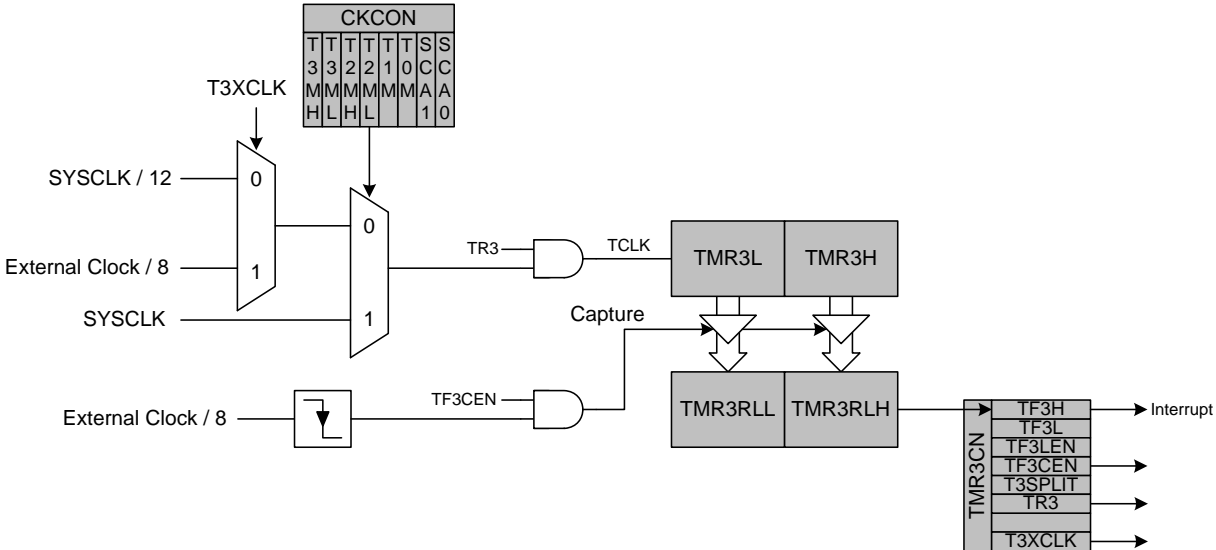 CKCON
T3MH T3ML T2MH T2ML T1M T0M SCA1 SCA0
T3XCLK
SYSCLK / 12
0
External Clock / 8
1
0
SYSCLK
1
TR3
TCLK
TMR3L TMR3H
Capture
External Clock / 8
TF3CEN
TMR3RLL TMR3RLH
TMR3CN
TF3H
Interrupt
TF3L
TF3LEN
TF3CEN
T3SPLIT
TR3
T3XCLK